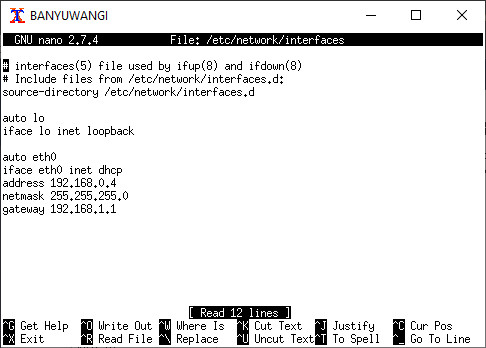 BANYUWANGI
GNU nano 2.7.4 File: /etc/network/interfaces
# interfaces(5) file used by ifup(8) and ifdown(8)
# Include files from /etc/network/interfaces.d:
source-directory /etc/network/interfaces.d
auto lo
iface lo inet loopback
auto eth0
iface eth0 inet dhcp
address 192.168.0.4
netmask 255.255.255.0
gateway 192.168.1.1
[ Read 12 lines ]
^G Get Help ^O Write Out ^W Where Is ^K Cut Text ^J Justify ^C Cur Pos
^X Exit ^R Read File ^\ Replace ^U Uncut Text ^T To Spell ^_ Go To Line